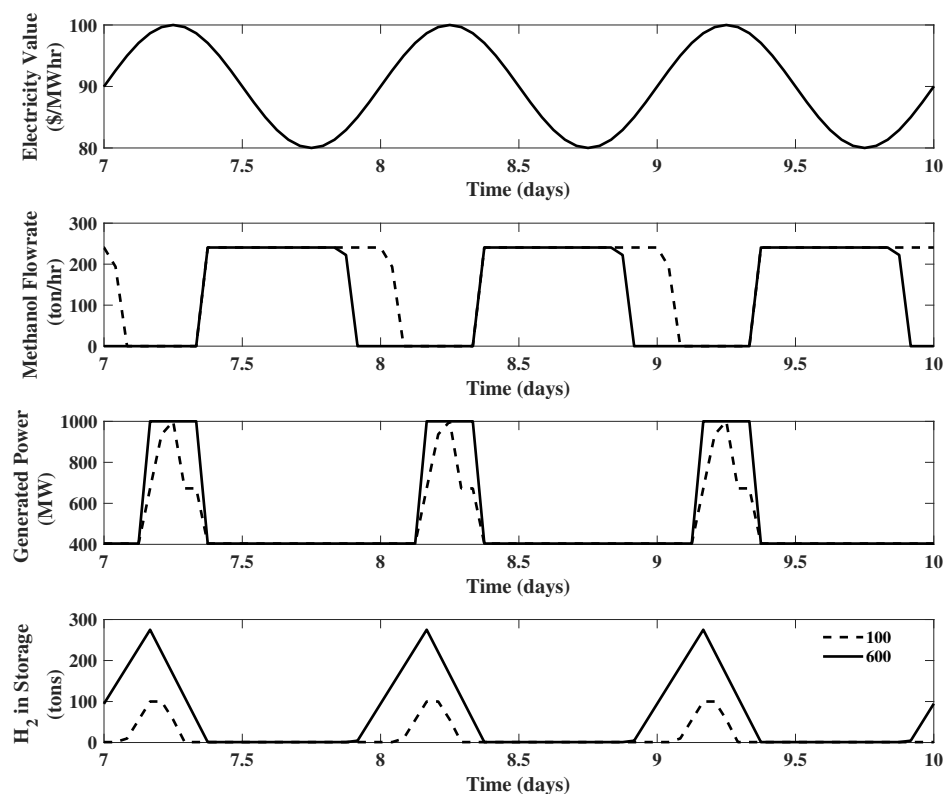 Electricity Value
($/MWhr)
100
90
80
7 7.5 8 8.5 9 9.5 10
Time (days)
Methanol Flowrate
(ton/hr)
300
200
100
0
7 7.5 8 8.5 9 9.5 10
Time (days)
Generated Power
(MW)
1000
800
600
400
7 7.5 8 8.5 9 9.5 10
Time (days)
H2 in Storage
(tons)
300
200
100
0
100
600
7 7.5 8 8.5 9 9.5 10
Time (days)